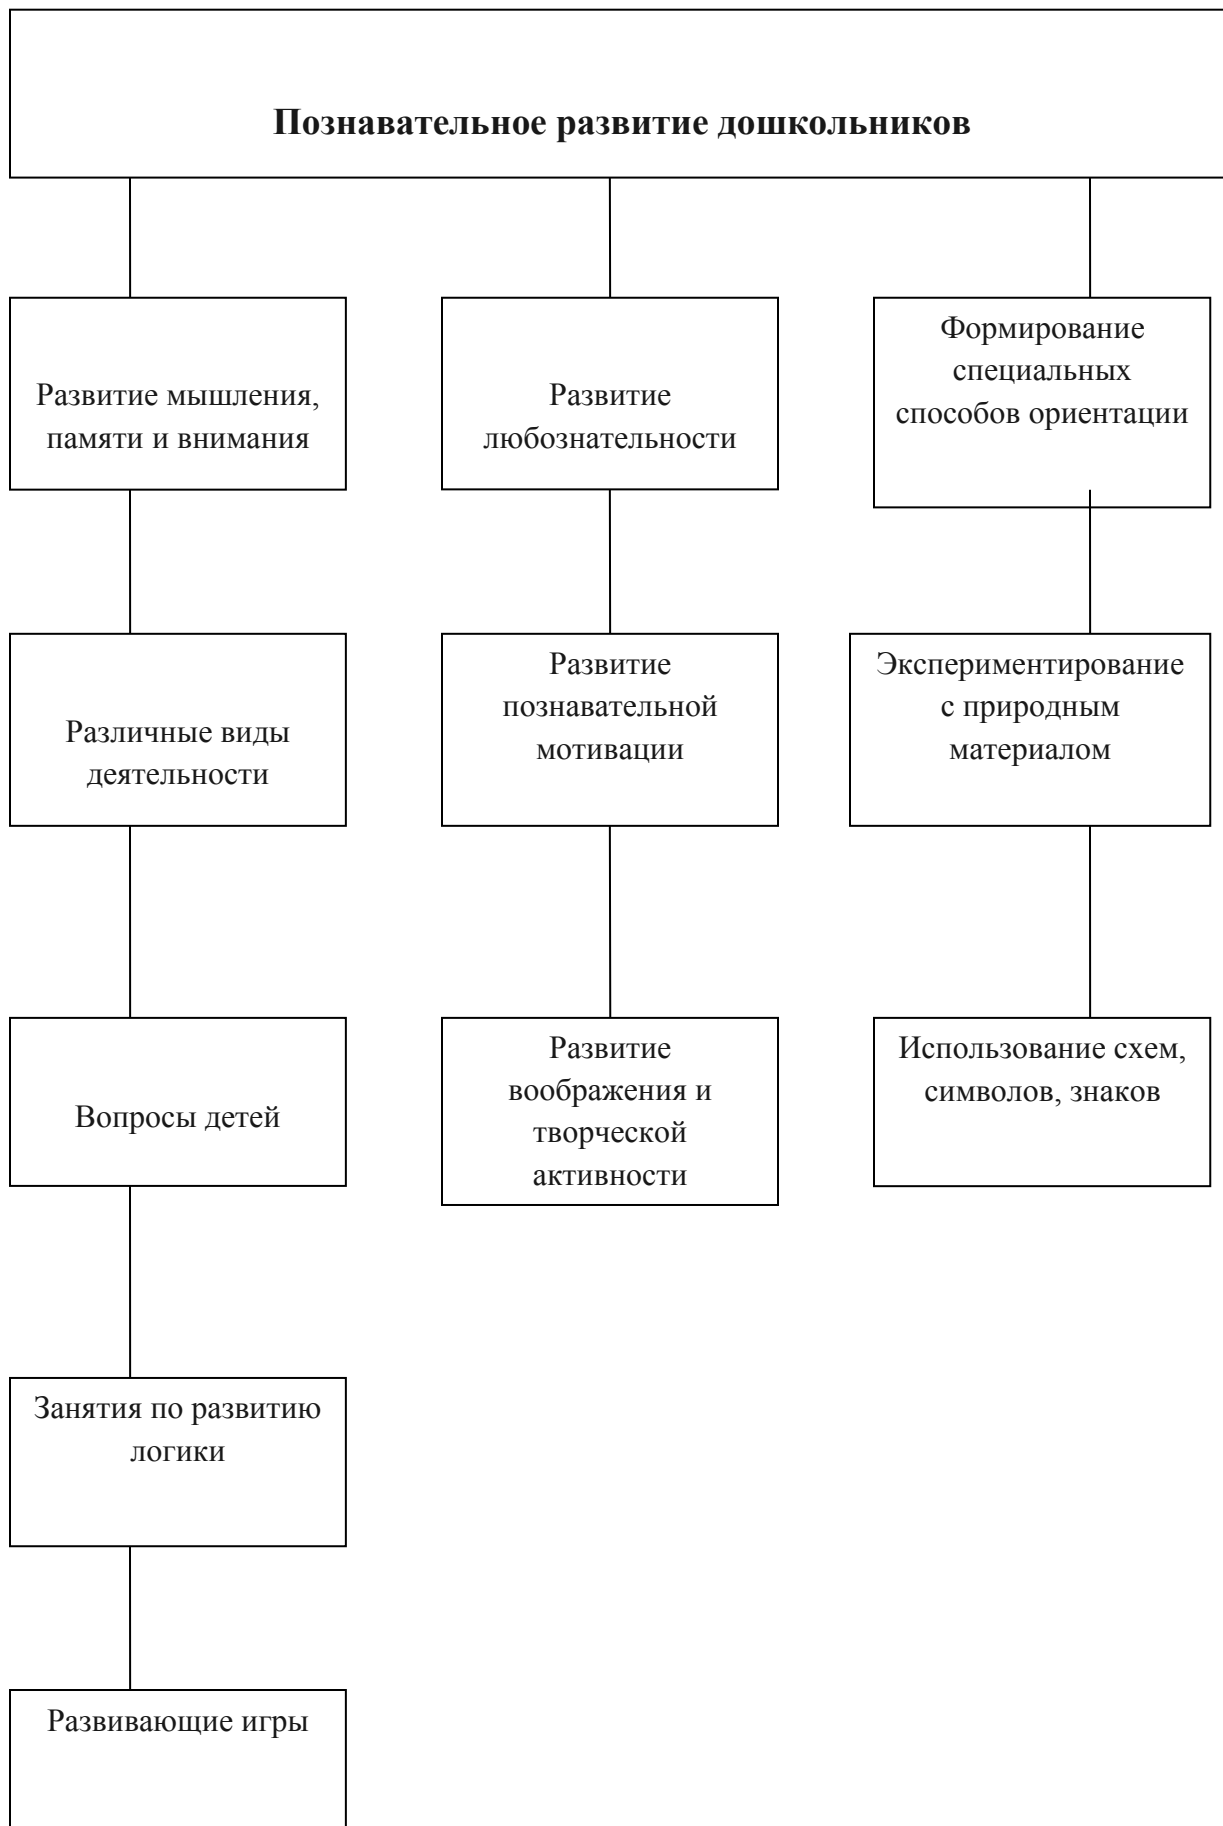 Познавательное развитие дошкольников
Развитие мышления,
памяти и внимания
Развитие
любознательности
Формирование
специальных
способов ориентации
Различные виды
деятельности
Развитие
познавательной
мотивации
Экспериментирование
с природным
материалом
Вопросы детей
Развитие
воображения и
творческой
активности
Использование схем,
символов, знаков
Занятия по развитию
логики
Развивающие игры